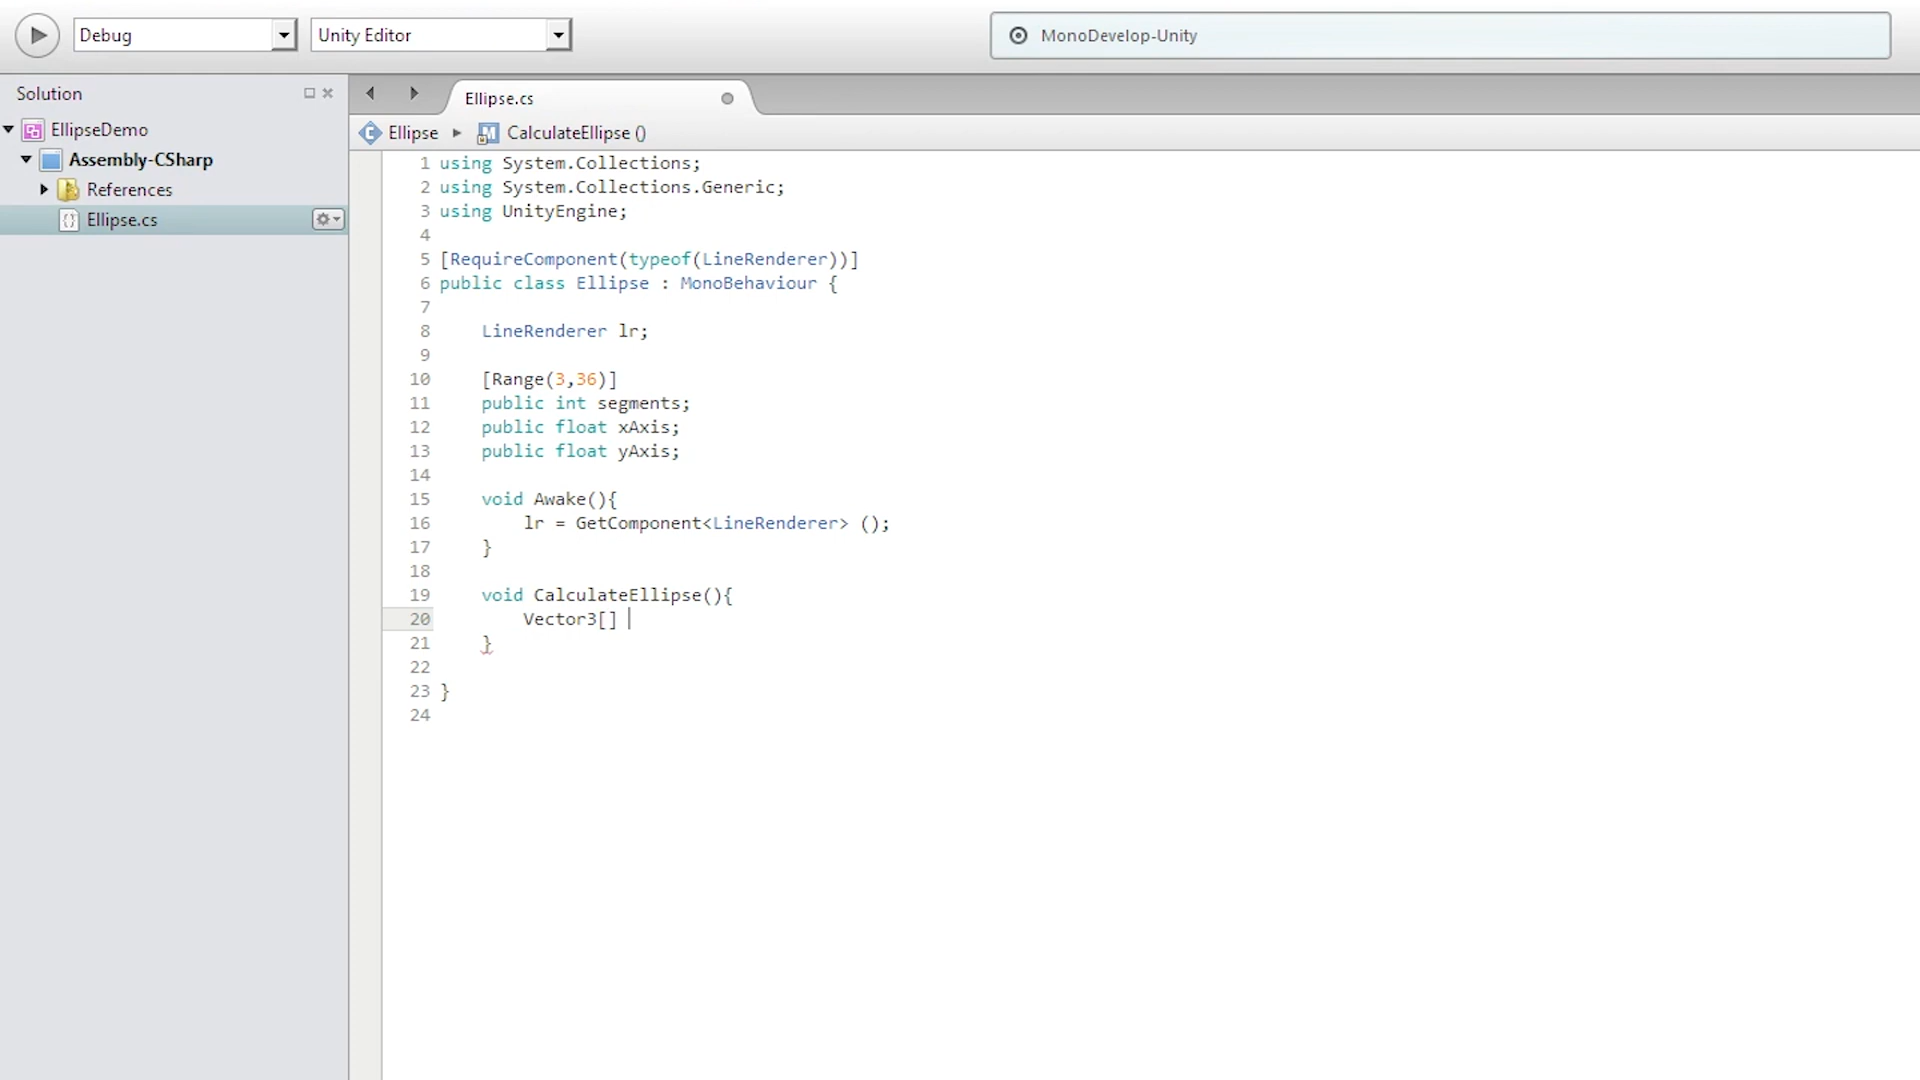 Debug
Unity Editor
MonoDevelop-Unity
Solution
EllipseDemo
Assembly-CSharp
References
Ellipse.cs
Ellipse.cs
Ellipse
CalculateEllipse ()
1 using System.Collections;
2 using System.Collections.Generic;
3 using UnityEngine;
4
5 [RequireComponent(typeof(LineRenderer))]
6 public class Ellipse : MonoBehaviour {
7
8 LineRenderer lr;
9
10 [Range(3,36)]
11 public int segments;
12 public float xAxis;
13 public float yAxis;
14
15 void Awake(){
16 lr = GetComponent<LineRenderer> ();
17 }
18
19 void CalculateEllipse(){
20 Vector3[]
21 }
22
23 }
24